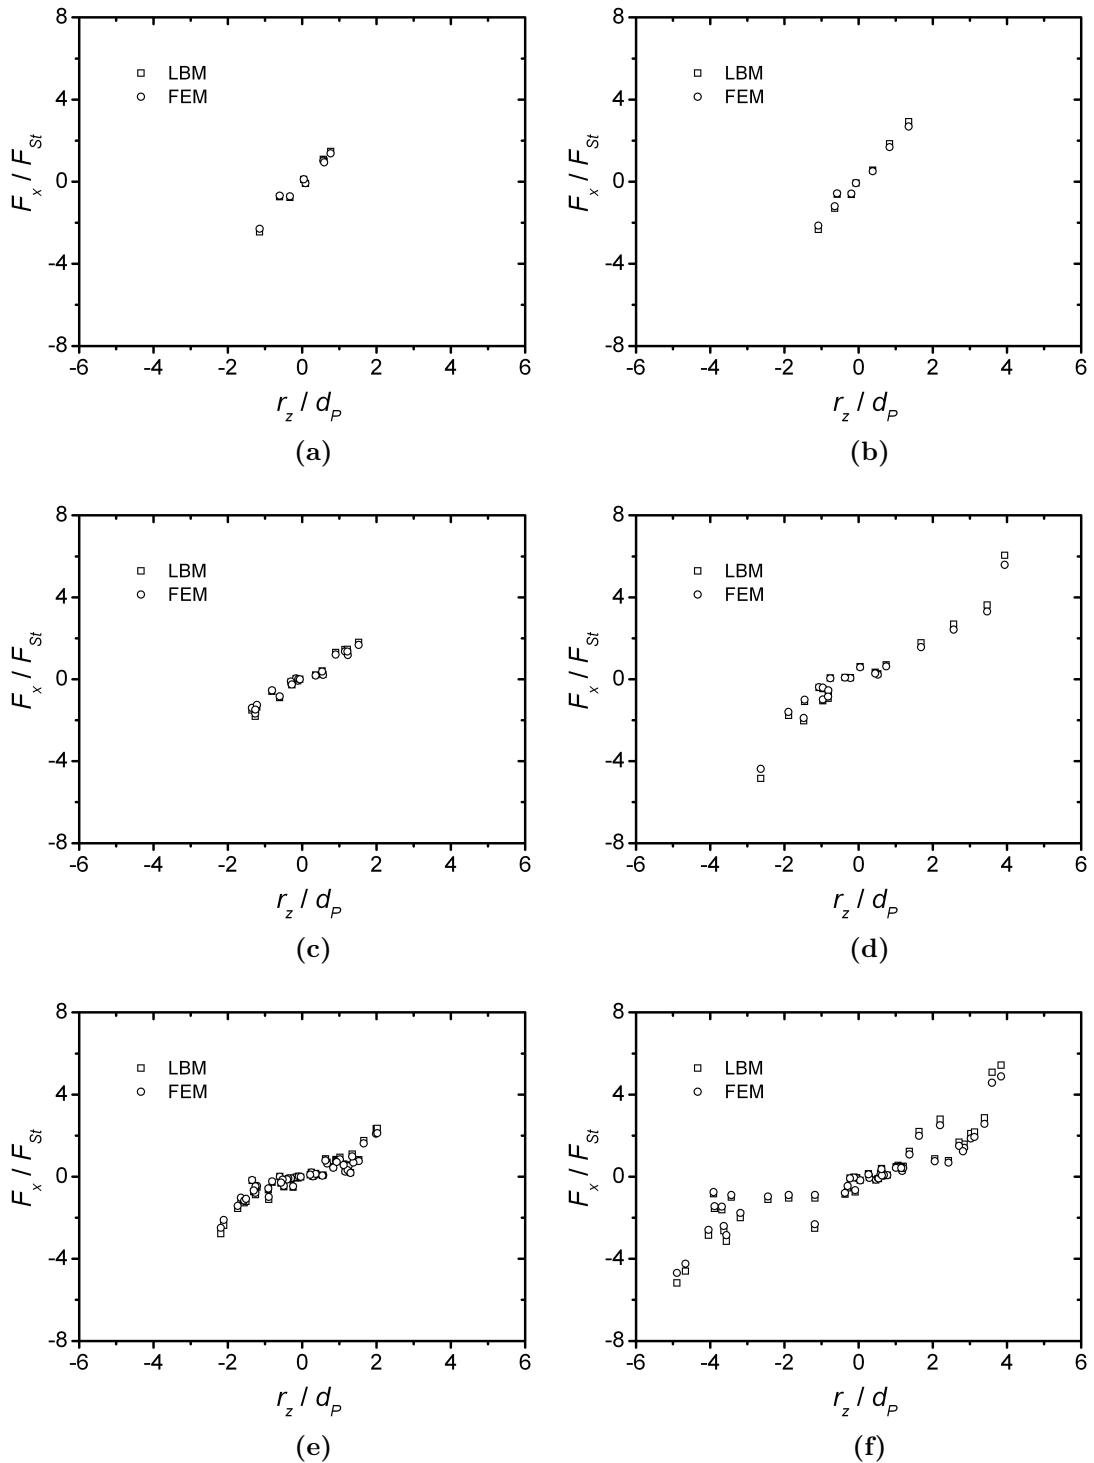 8
4
0
-4
-8
F_x / F_St
LBM
FEM
-6 -4 -2 0 2 4 6
r_z / d_P
(a)
8
4
0
-4
-8
F_x / F_St
LBM
FEM
-6 -4 -2 0 2 4 6
r_z / d_P
(b)
8
4
0
-4
-8
F_x / F_St
LBM
FEM
-6 -4 -2 0 2 4 6
r_z / d_P
(c)
8
4
0
-4
-8
F_x / F_St
LBM
FEM
-6 -4 -2 0 2 4 6
r_z / d_P
(d)
8
4
0
-4
-8
F_x / F_St
LBM
FEM
-6 -4 -2 0 2 4 6
r_z / d_P
(e)
8
4
0
-4
-8
F_x / F_St
LBM
FEM
-6 -4 -2 0 2 4 6
r_z / d_P
(f)